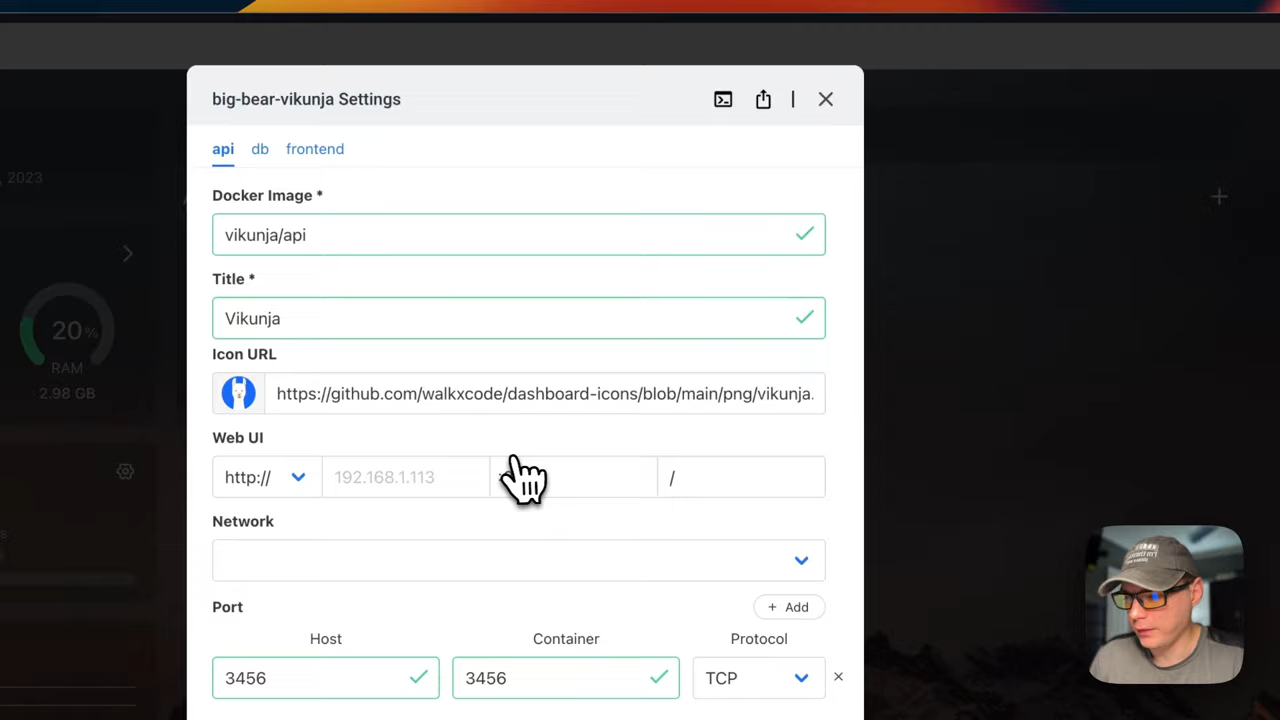 big-bear-vikunja Settings
api db frontend
, 2023
Docker Image *
vikunja/api
Title *
Vikunja
20%
RAM
2.98 GB
Icon URL
https://github.com/walkxcode/dashboard-icons/blob/main/png/vikunja.
Web UI
http:// 192.168.1.113 /
Network
Port
+ Add
Host Container Protocol
3456 3456 TCP